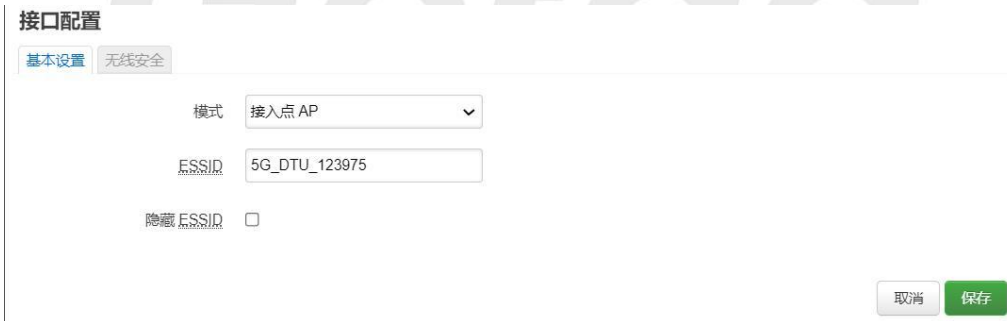 接口配置
基本设置 无线安全
模式 接入点 AP
ESSID 5G_DTU_123975
隐藏 ESSID
取消 保存